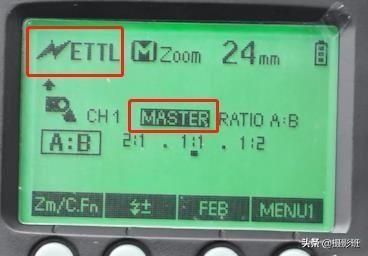 ETTL M Zoom 24mm
CH 1 MASTER RATIO A:B
A:B 2:1 . 1:1 . 1:2
Zm/C.Fn ± FEB MENU1
头条 @摄影班